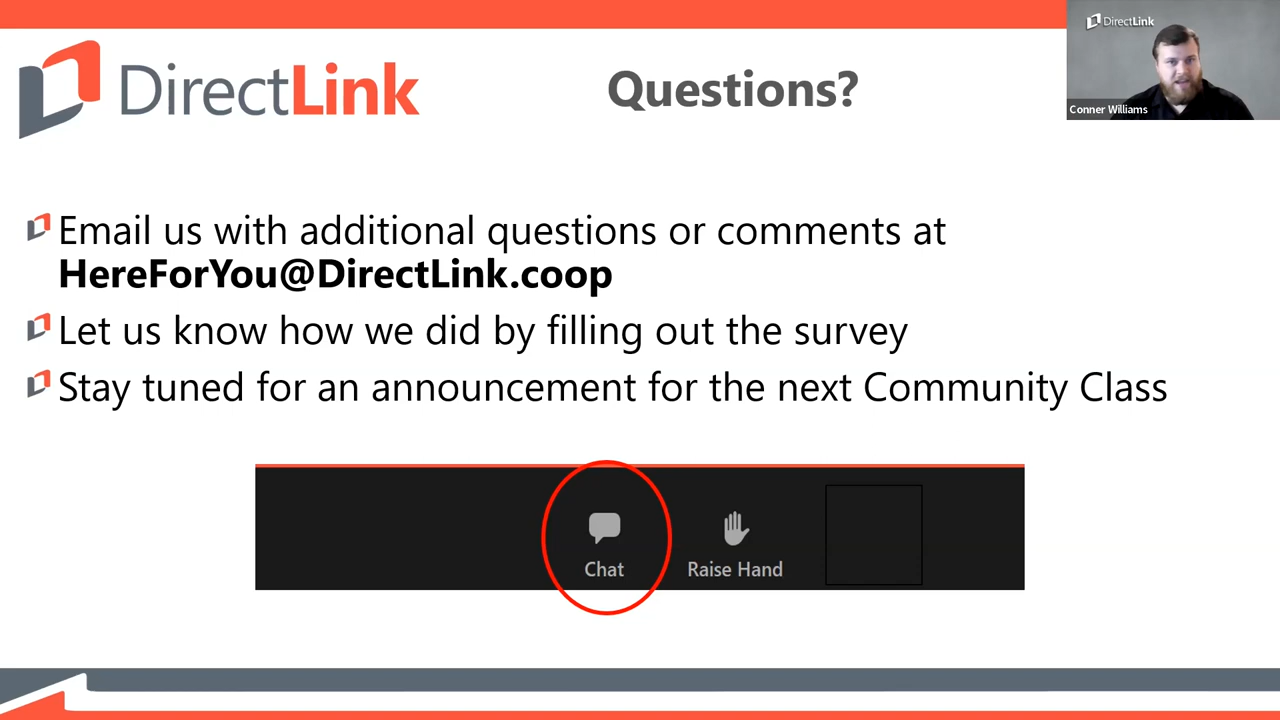 DirectLink
Questions?
DirectLink
Conner Williams
Email us with additional questions or comments at
HereForYou@DirectLink.coop
Let us know how we did by filling out the survey
Stay tuned for an announcement for the next Community Class
Chat
Raise Hand